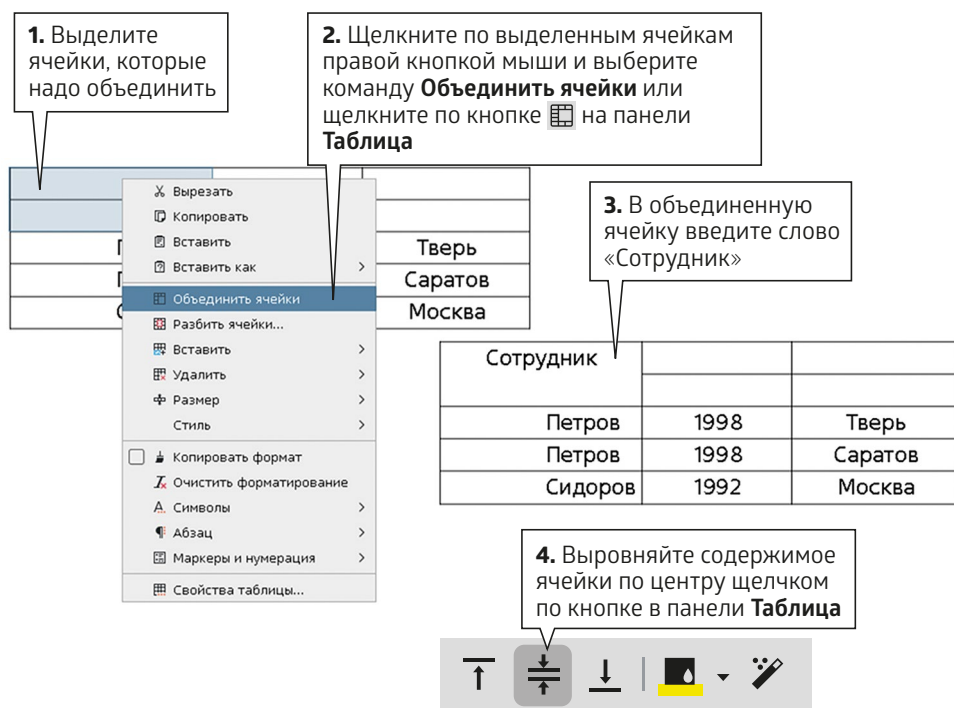 1. Выделите
ячейки, которые
надо объединить
2. Щелкните по выделенным ячейкам
правой кнопкой мыши и выберите
команду Объединить ячейки или
щелкните по кнопке на панели
Таблица
Вырезать
Копировать
Вставить
Вставить как
Объединить ячейки
Разбить ячейки...
Вставить
Удалить
Размер
Стиль
Копировать формат
Очистить форматирование
Символы
Абзац
Маркеры и нумерация
Свойства таблицы...
Тверь
Саратов
Москва
3. В объединенную
ячейку введите слово
«Сотрудник»
Сотрудник
Петров 1998 Тверь
Петров 1998 Саратов
Сидоров 1992 Москва
4. Выровняйте содержимое
ячейки по центру щелчком
по кнопке в панели Таблица